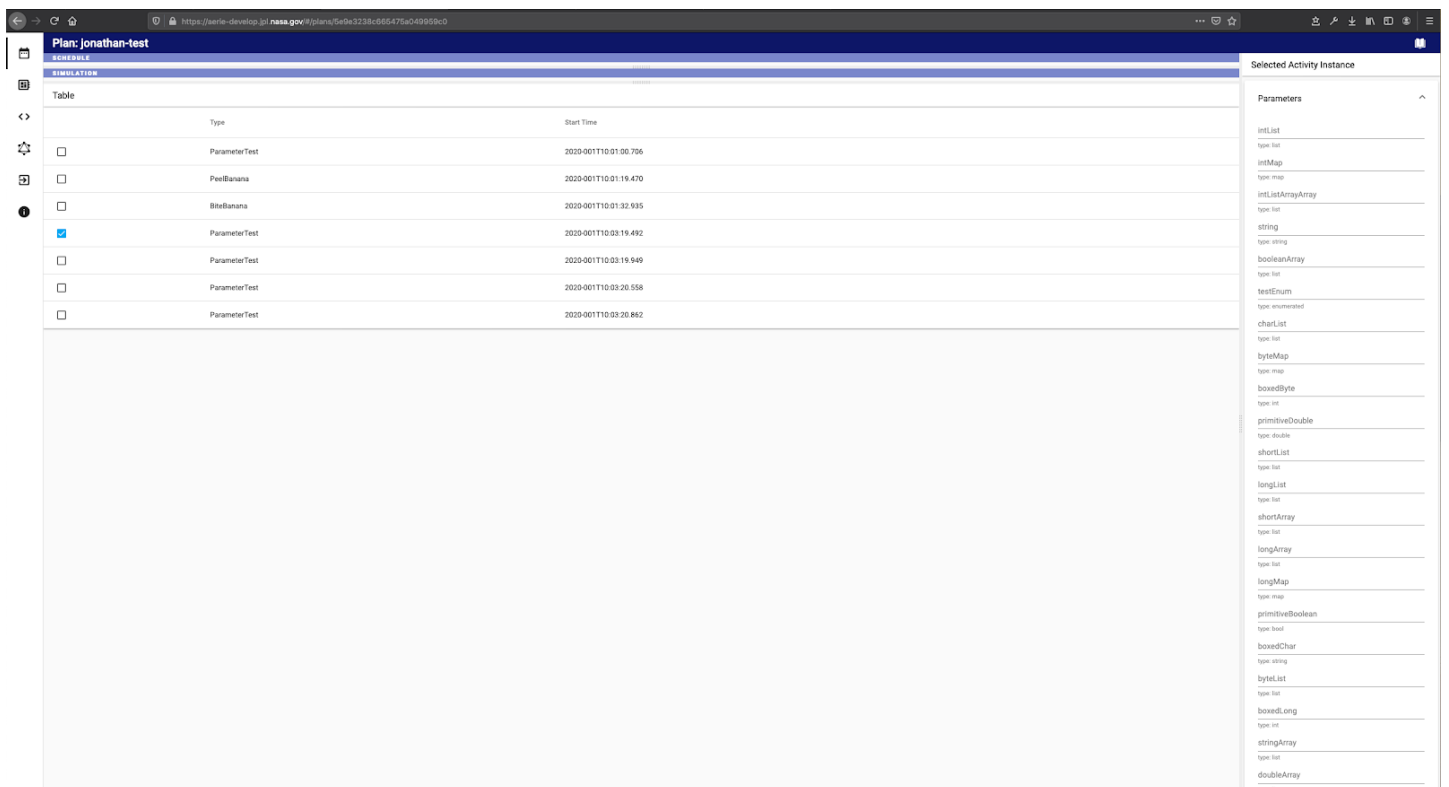 https://aerie-develop.jpl.nasa.gov/#/plans/5e9e3238c665475a049959c0
Plan: jonathan-test
SCHEDULE
SIMULATION
Table
Type Start Time
ParameterTest 2020-001T10:01:00.706
PeelBanana 2020-001T10:01:19.470
BiteBanana 2020-001T10:01:32.935
ParameterTest 2020-001T10:03:19.492
ParameterTest 2020-001T10:03:19.949
ParameterTest 2020-001T10:03:20.558
ParameterTest 2020-001T10:03:20.862
Selected Activity Instance
Parameters
intList
type: list
intMap
type: map
intListArrayArray
type: list
string
type: string
booleanArray
type: list
testEnum
type: enumerated
charList
type: list
byteMap
type: map
boxedByte
type: int
primitiveDouble
type: double
shortList
type: list
longList
type: list
shortArray
type: list
longArray
type: list
longMap
type: map
primitiveBoolean
type: bool
boxedChar
type: string
byteList
type: list
boxedLong
type: int
stringArray
type: list
doubleArray